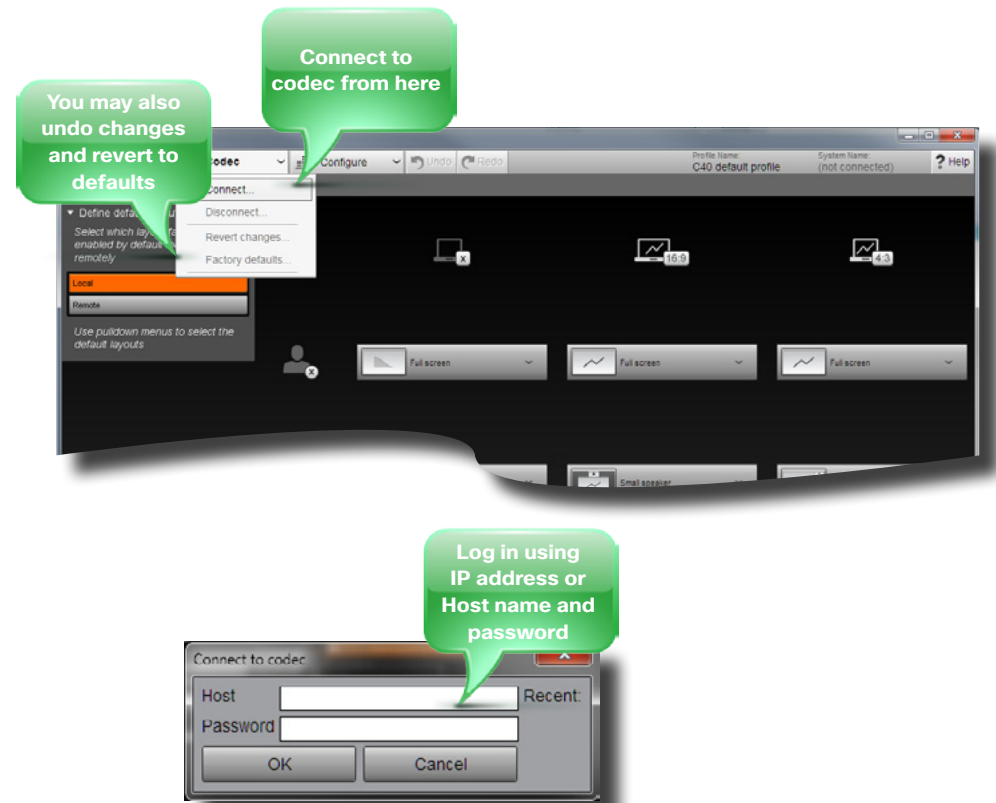 Connect to
codec from here
You may also
undo changes
and revert to
defaults
Configure
Undo
Redo
Profile Name:
C40 default profile
System Name:
(not connected)
? Help
Connect...
Disconnect...
Revert changes...
Factory defaults...
Define
Select which
enabled by default
remotely
Local
Remote
Use pulldown menus to select the
default layouts
x
16:9
4:3
x
Full screen
Full screen
Full screen
Small speaker
Log in using
IP address or
Host name and
password
Connect to codec
Host
Recent:
Password
OK
Cancel